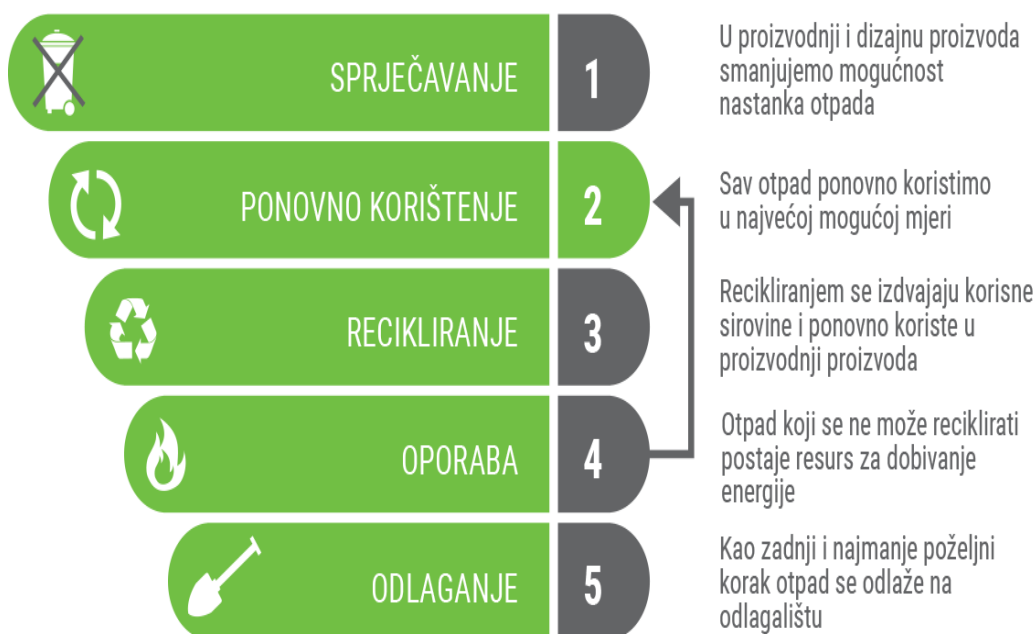 SPRJEČAVANJE 1
U proizvodnji i dizajnu proizvoda
smanjujemo mogućnost
nastanka otpada
PONOVNO KORIŠTENJE 2
Sav otpad ponovno koristimo
u najvećoj mogućoj mjeri
RECIKLIRANJE 3
Recikliranjem se izdvajaju korisne
sirovine i ponovno koriste u
proizvodnji proizvoda
OPORABA 4
Otpad koji se ne može reciklirati
postaje resurs za dobivanje
energije
ODLAGANJE 5
Kao zadnji i najmanje poželjni
korak otpad se odlaže na
odlagalištu